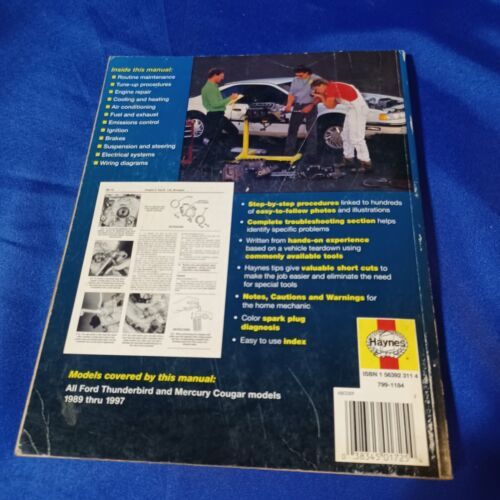 Inside this manual:
Routine maintenance
Tune-up procedures
Engine repair
Cooling and heating
Air conditioning
Fuel and exhaust
Emissions control
Ignition
Brakes
Suspension and steering
Electrical systems
Wiring diagrams
• Step-by-step procedures linked to hundreds
of easy-to-follow photos and illustrations
• Complete troubleshooting section helps
identify specific problems
• Written from hands-on experience
based on a vehicle teardown using
commonly available tools
• Haynes tips give valuable short cuts to
make the job easier and eliminate the need
for special tools
• Notes, Cautions and Warnings for
the home mechanic
• Color spark plug
diagnosis
• Easy to use index
Haynes
ISBN 1 56392 311 4
799-1184
Models covered by this manual:
All Ford Thunderbird and Mercury Cougar models
1989 thru 1997
0 38345 01725